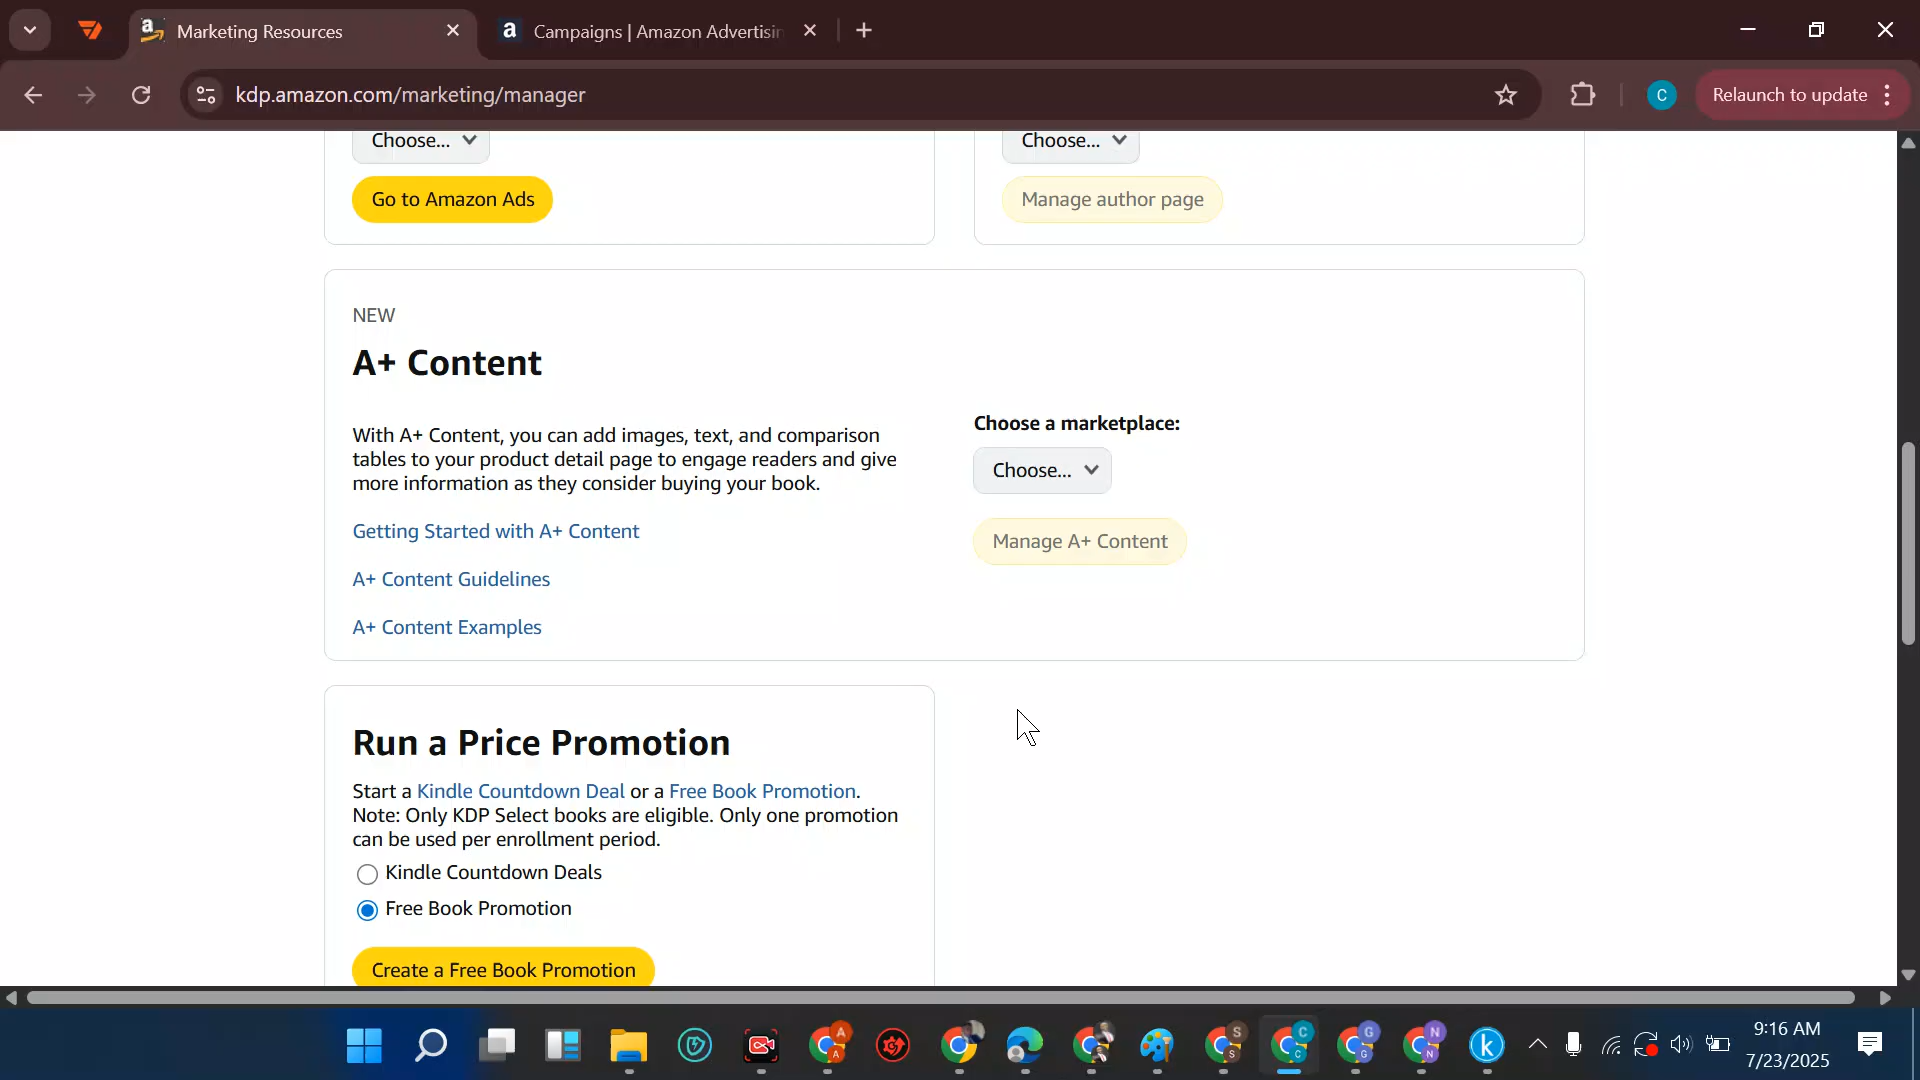 Marketing Resources
Campaigns | Amazon Advertisin
kdp.amazon.com/marketing/manager
C
Relaunch to update
Choose...
Choose...
Go to Amazon Ads
Manage author page
NEW
A+ Content
With A+ Content, you can add images, text, and comparison
tables to your product detail page to engage readers and give
more information as they consider buying your book.
Choose a marketplace:
Choose...
Getting Started with A+ Content
Manage A+ Content
A+ Content Guidelines
A+ Content Examples
Run a Price Promotion
Start a Kindle Countdown Deal or a Free Book Promotion.
Note: Only KDP Select books are eligible. Only one promotion
can be used per enrollment period.
Kindle Countdown Deals
Free Book Promotion
Create a Free Book Promotion
9:16 AM
7/23/2025